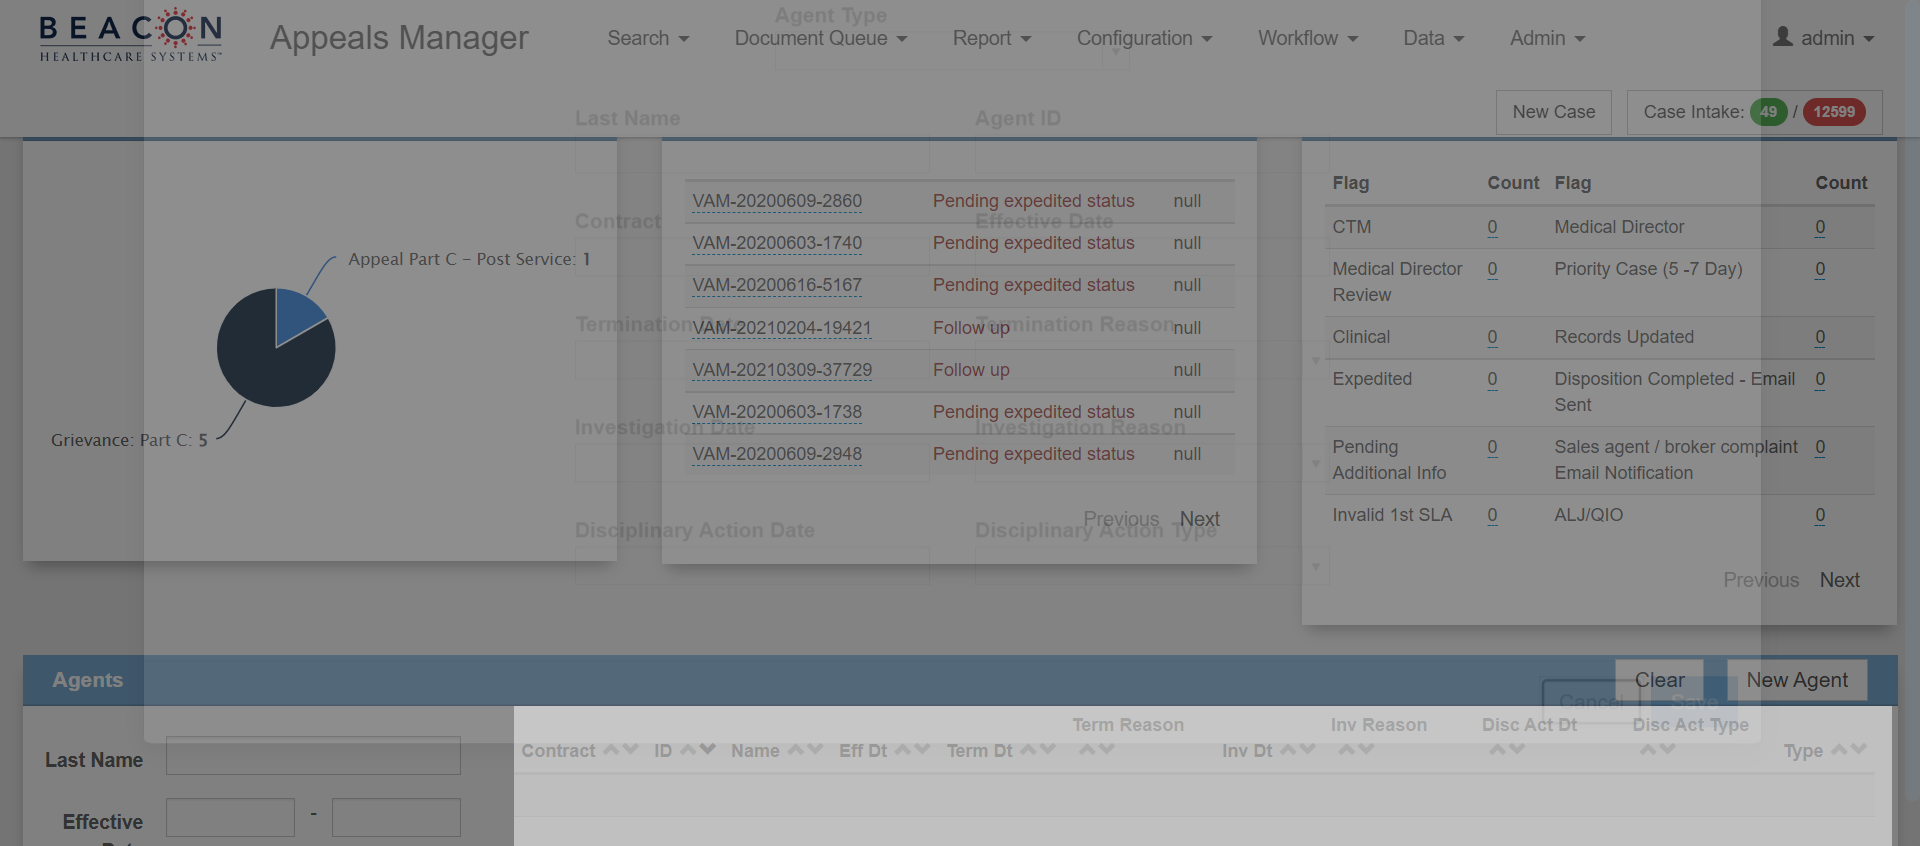 BEACON
HEALTHCARE SYSTEMS™
Appeals Manager
Search
Document Queue
Report
Configuration
Workflow
Data
Admin
admin
New Case
Case Intake: 49 / 12599
Agent Type
Last Name
Agent ID
Contract
Effective Date
Termination Date
Termination Reason
Investigation Date
Investigation Reason
Disciplinary Action Date
Disciplinary Action Type
Cancel
Save
Appeal Part C - Post Service: 1
Grievance: Part C: 5
VAM-20200609-2860 Pending expedited status null
VAM-20200603-1740 Pending expedited status null
VAM-20200616-5167 Pending expedited status null
VAM-20210204-19421 Follow up null
VAM-20210309-37729 Follow up null
VAM-20200603-1738 Pending expedited status null
VAM-20200609-2948 Pending expedited status null
Previous Next
Flag Count Flag Count
CTM 0 Medical Director 0
Medical Director 0 Priority Case (5 -7 Day) 0
Review
Clinical 0 Records Updated 0
Expedited 0 Disposition Completed - Email 0
Sent
Pending 0 Sales agent / broker complaint 0
Additional Info Email Notification
Invalid 1st SLA 0 ALJ/QIO 0
Previous Next
Agents
Clear
New Agent
Last Name
Effective
-
Date
Contract ID Name Eff Dt Term Dt Term Reason Inv Dt Inv Reason Disc Act Dt Disc Act Type Type